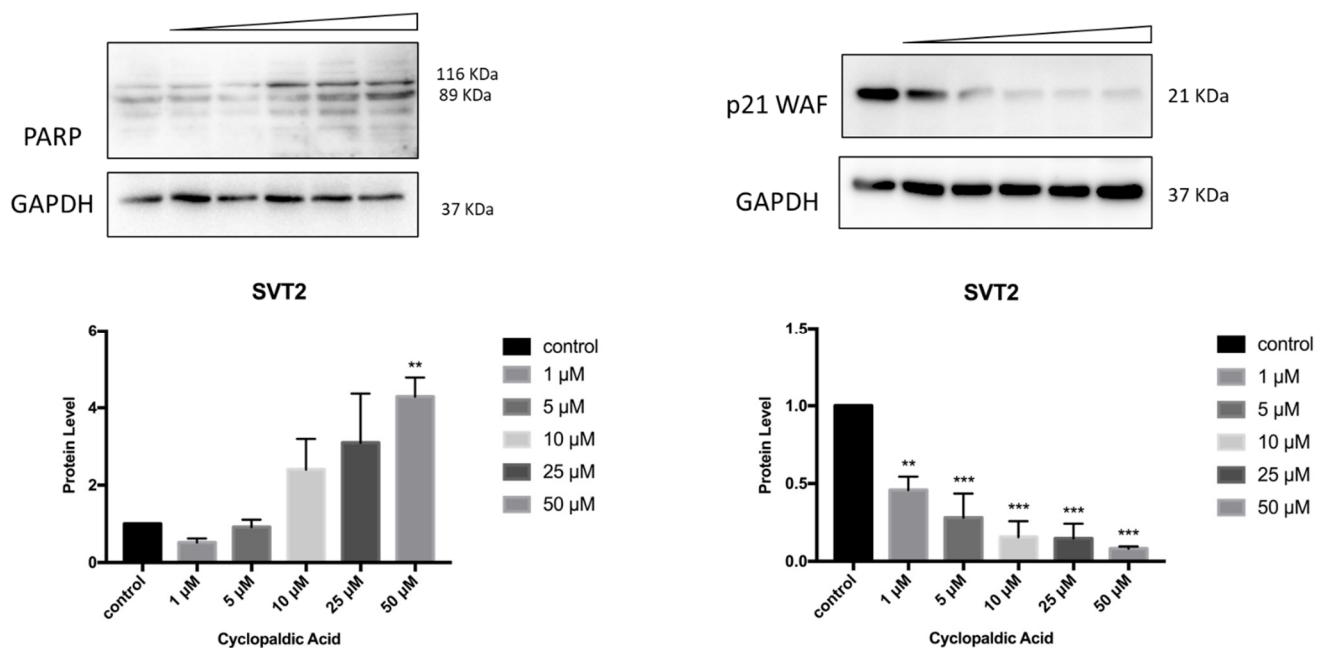 116 KDa
89 KDa
PARP
GAPDH
37 KDa
SVT2
6
4
2
0
Protein Level
**
control
1 µM
5 µM
10 µM
25 µM
50 µM
Cyclopaldic Acid
control
1 µM
5 µM
10 µM
25 µM
50 µM
p21 WAF
21 KDa
GAPDH
37 KDa
SVT2
1.5
1.0
0.5
0.0
Protein Level
**
***
***
***
***
control
1 µM
5 µM
10 µM
25 µM
50 µM
Cyclopaldic Acid
control
1 µM
5 µM
10 µM
25 µM
50 µM